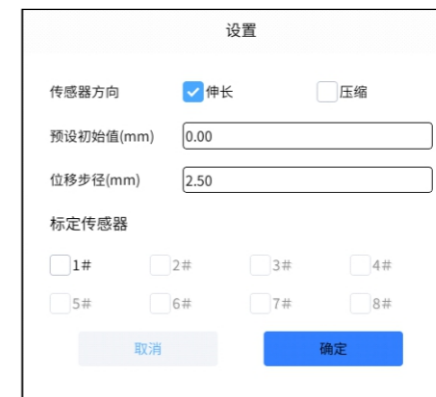 设置
传感器方向 伸长 压缩
预设初始值(mm) 0.00
位移步径(mm) 2.50
标定传感器
1# 2# 3# 4#
5# 6# 7# 8#
取消 确定